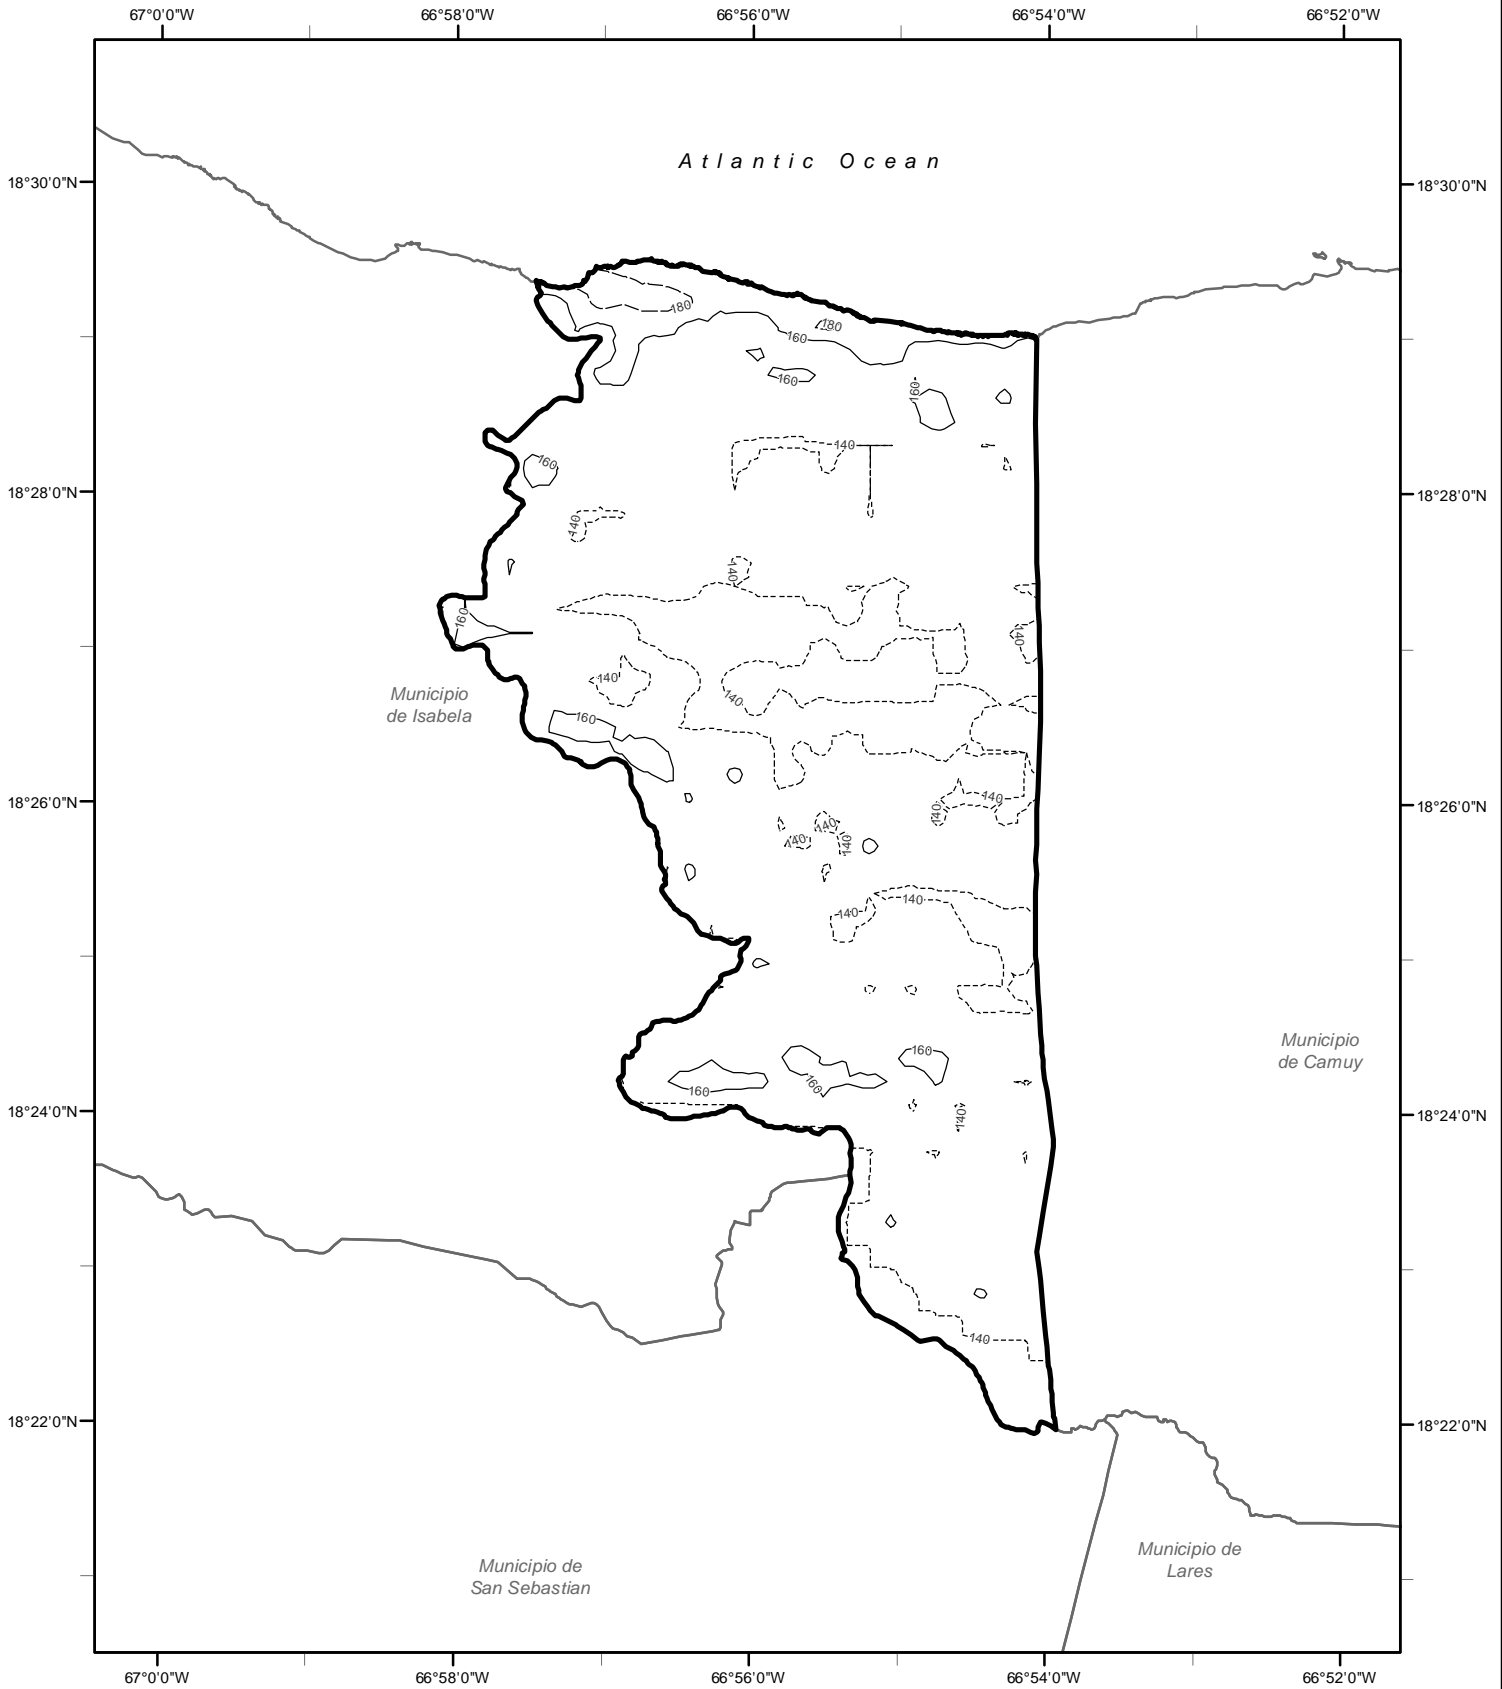 67°0'0"W
66°58'0"W
66°56'0"W
66°54'0"W
66°52'0"W
Atlantic Ocean
18°30'0"N
18°30'0"N
180
180
160
160
160
140
160
18°28'0"N
18°28'0"N
140
140
160
140
140
140
Municipio
de Isabela
160
18°26'0"N
140
18°26'0"N
140
140
140
140
140
140
Municipio
de Camuy
160
160
160
18°24'0"N
140
18°24'0"N
140
18°22'0"N
18°22'0"N
Municipio de
Lares
Municipio de
San Sebastian
67°0'0"W
66°58'0"W
66°56'0"W
66°54'0"W
66°52'0"W